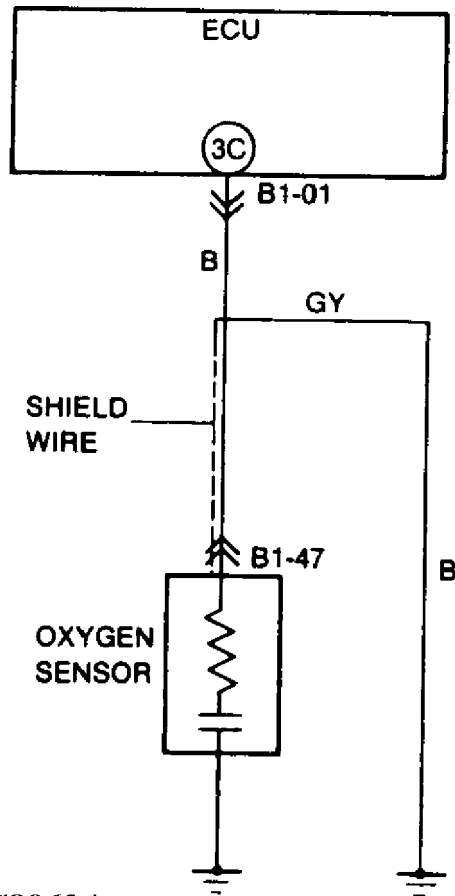 ECU
3C
B1-01
B
GY
SHIELD
WIRE
B1-47
B
OXYGEN
SENSOR